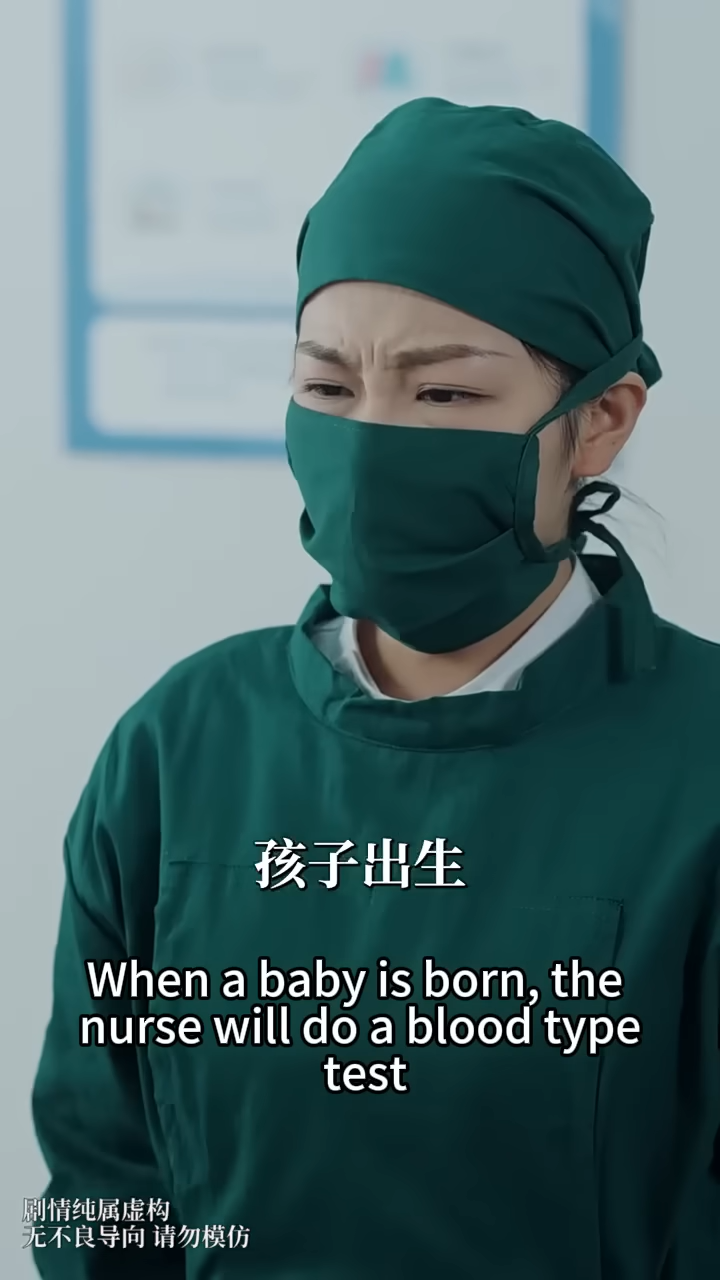 孩子出生
When a baby is born, the
nurse will do a blood type
test
剧情纯属虚构
无不良导向 请勿模仿